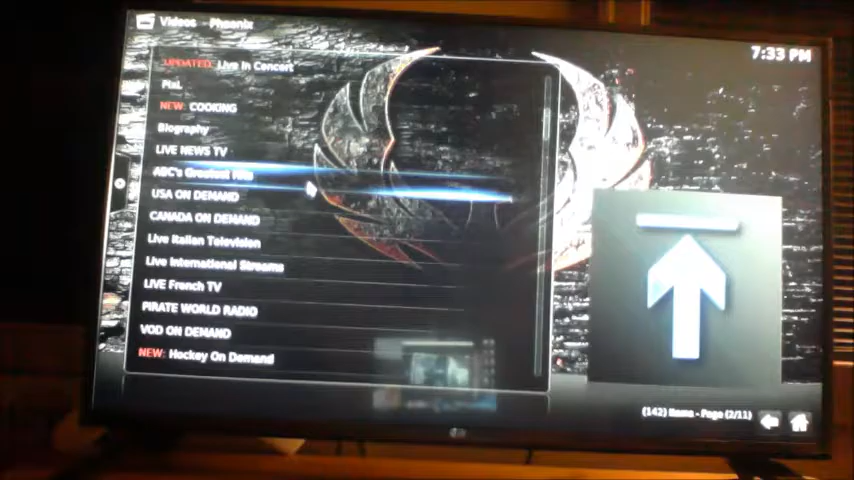 Videos - Phoenix
7:33 PM
UPDATED: Live In Concert
PixL
NEW: COOKING
Biography
LIVE NEWS TV
ABC's Greatest Hits
USA ON DEMAND
CANADA ON DEMAND
Live Italian Television
Live International Streams
LIVE French TV
PIRATE WORLD RADIO
VOD ON DEMAND
NEW: Hockey On Demand
(142) Items - Page (2/11)
LG